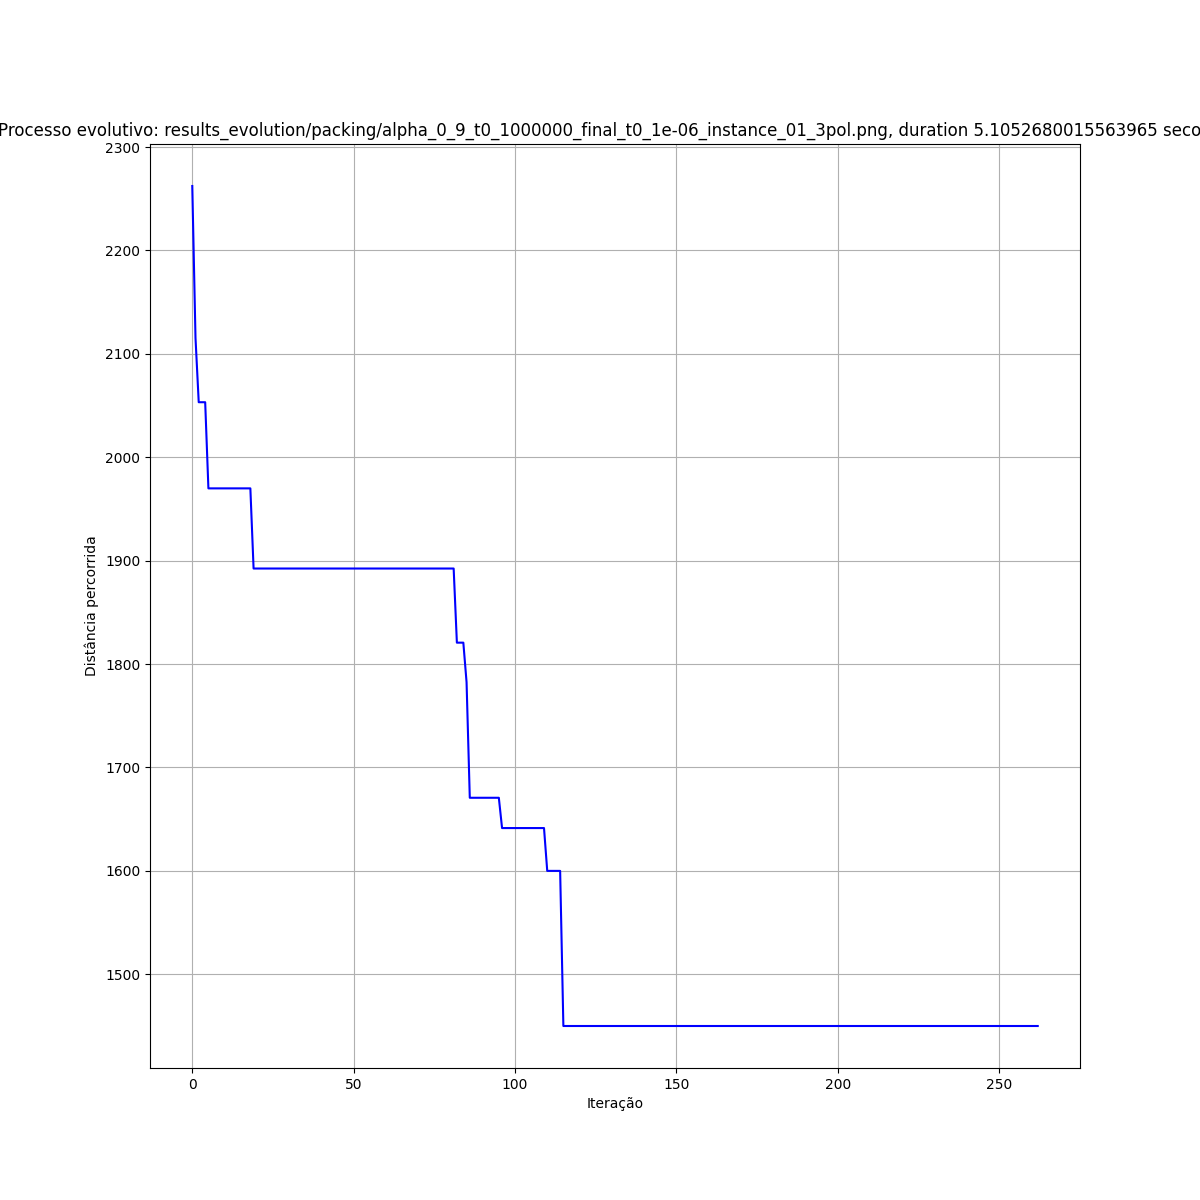 Processo evolutivo: results_evolution/packing/alpha_0_9_t0_1000000_final_t0_1e-06_instance_01_3pol.png, duration 5.1052680015563965 seco
2300
2200
2100
2000
1900
1800
1700
1600
1500
Distância percorrida
0 50 100 150 200 250
Iteração